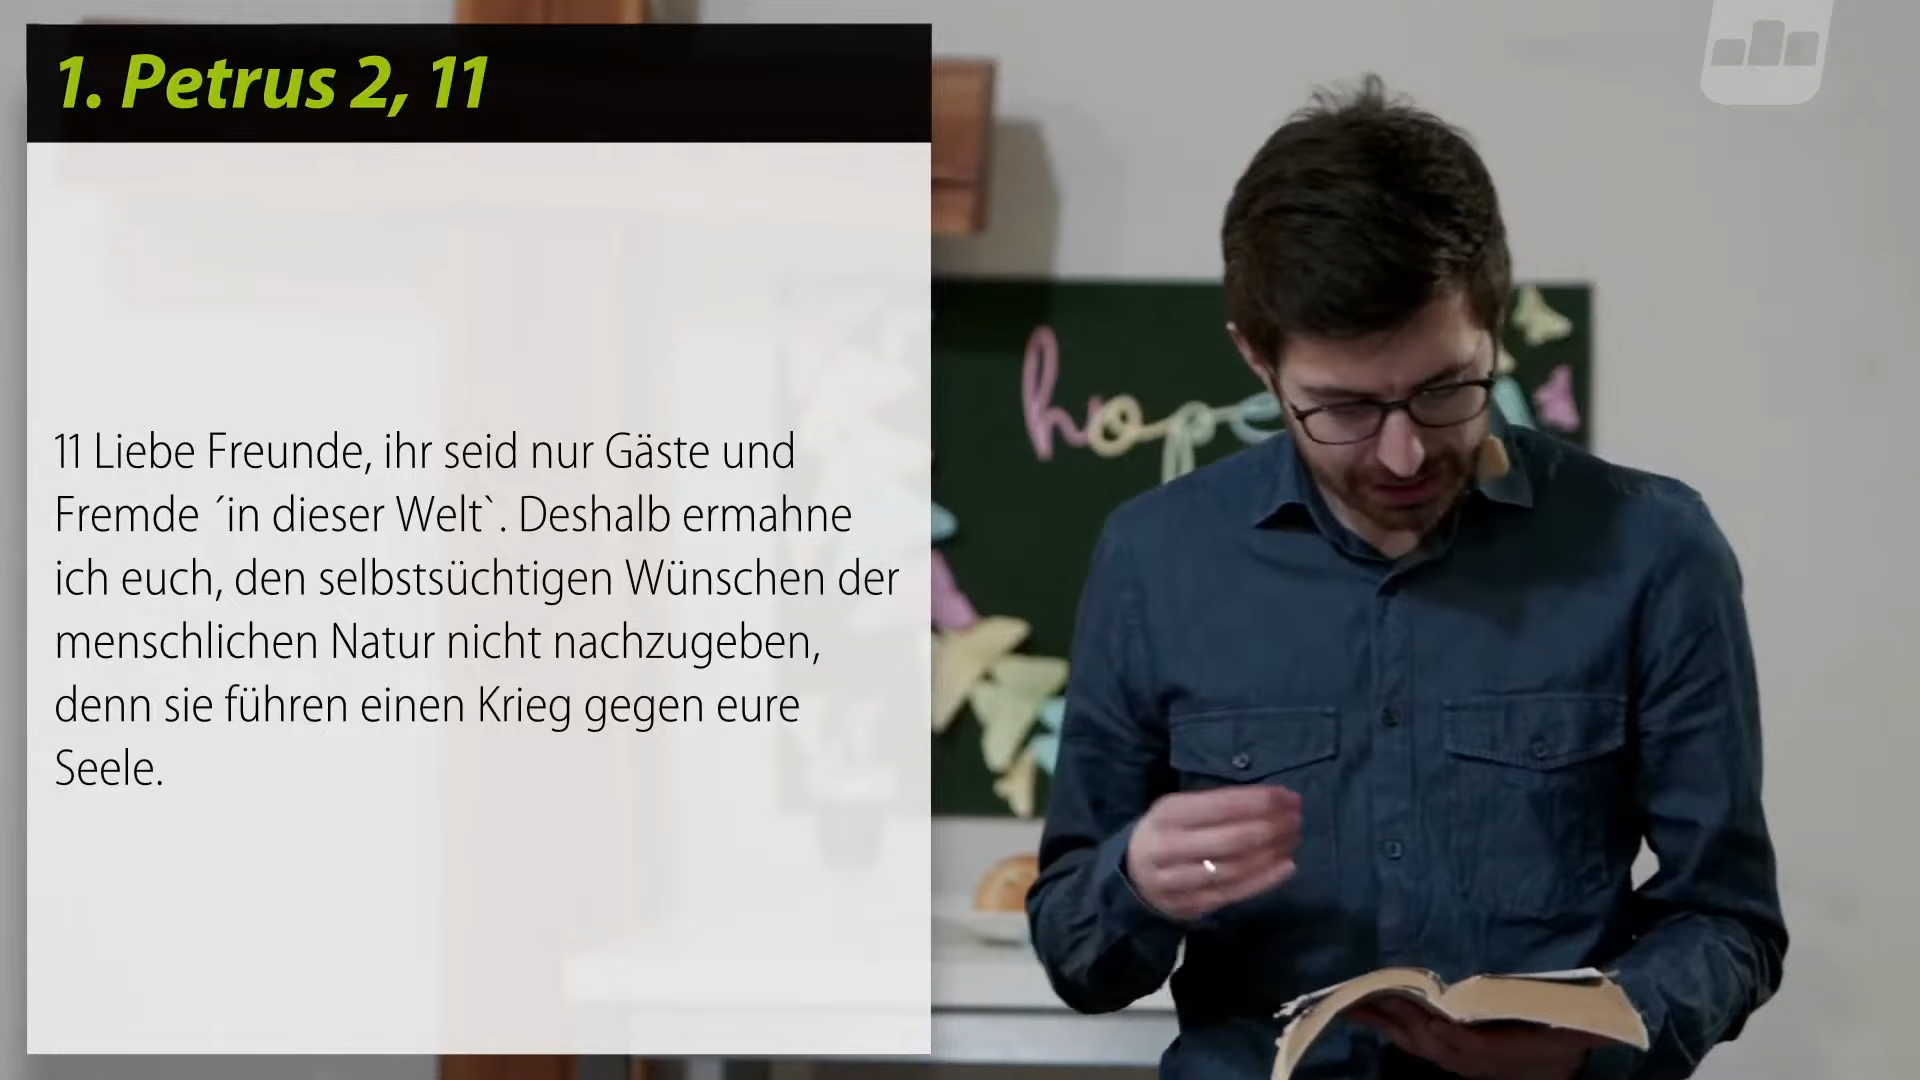 1. Petrus 2, 11
11 Liebe Freunde, ihr seid nur Gäste und
Fremde ´in dieser Welt`. Deshalb ermahne
ich euch, den selbstsüchtigen Wünschen der
menschlichen Natur nicht nachzugeben,
denn sie führen einen Krieg gegen eure
Seele.
hope